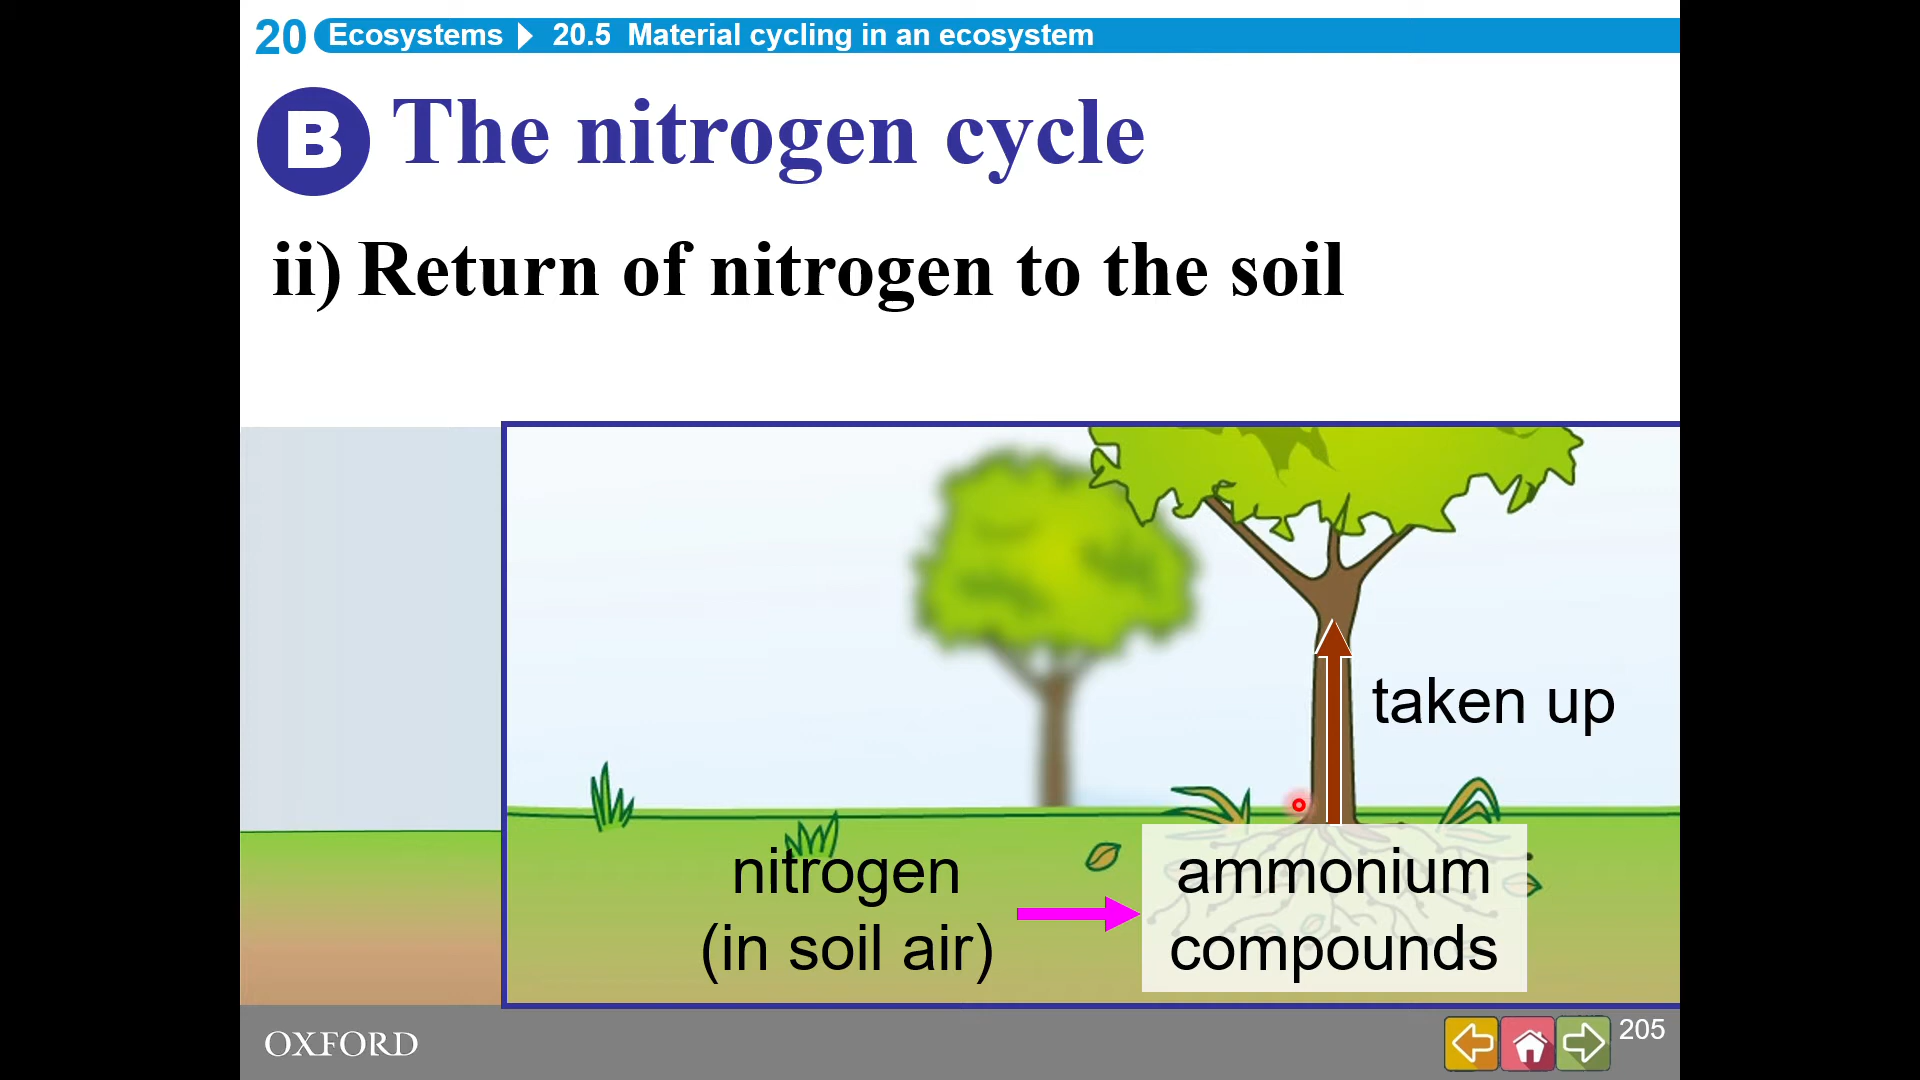 20 Ecosystems 20.5 Material cycling in an ecosystem
B The nitrogen cycle
ii) Return of nitrogen to the soil
taken up
nitrogen
(in soil air)
ammonium
compounds
OXFORD
205